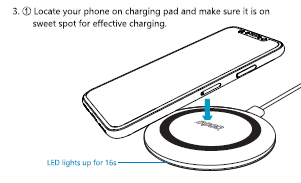 3. ① Locate your phone on charging pad and make sure it is on
sweet spot for effective charging.
LED lights up for 16s